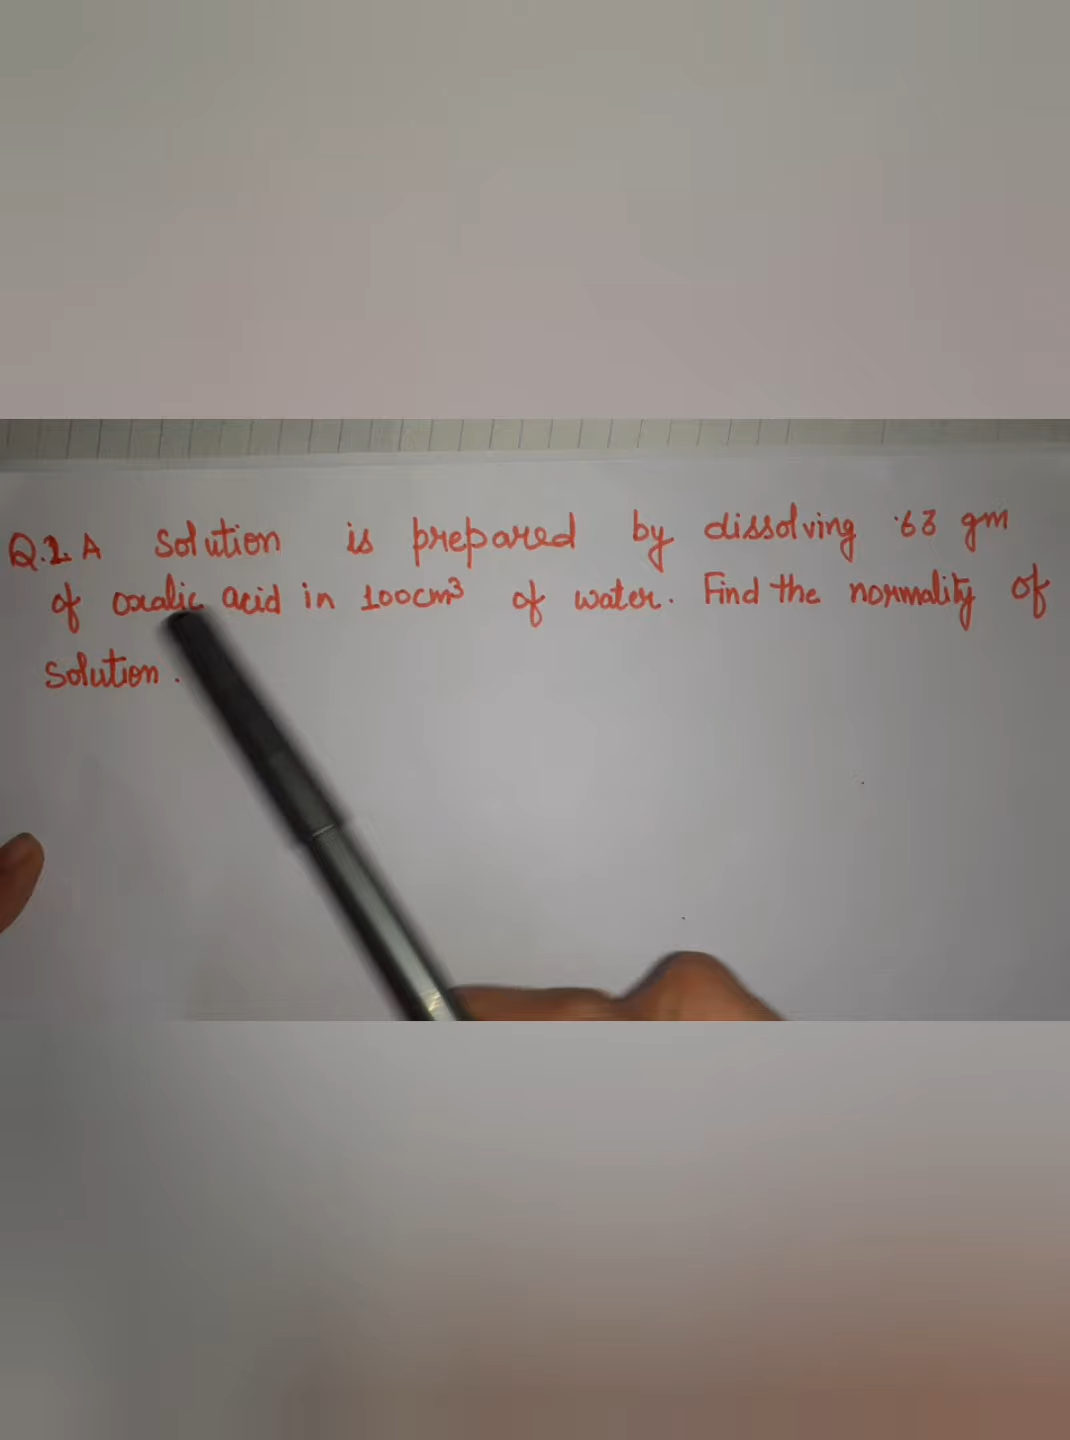 Q.1. A solution is prepared by dissolving .63 gm
of oxalic acid in 100cm³ of water. Find the normality of
solution.